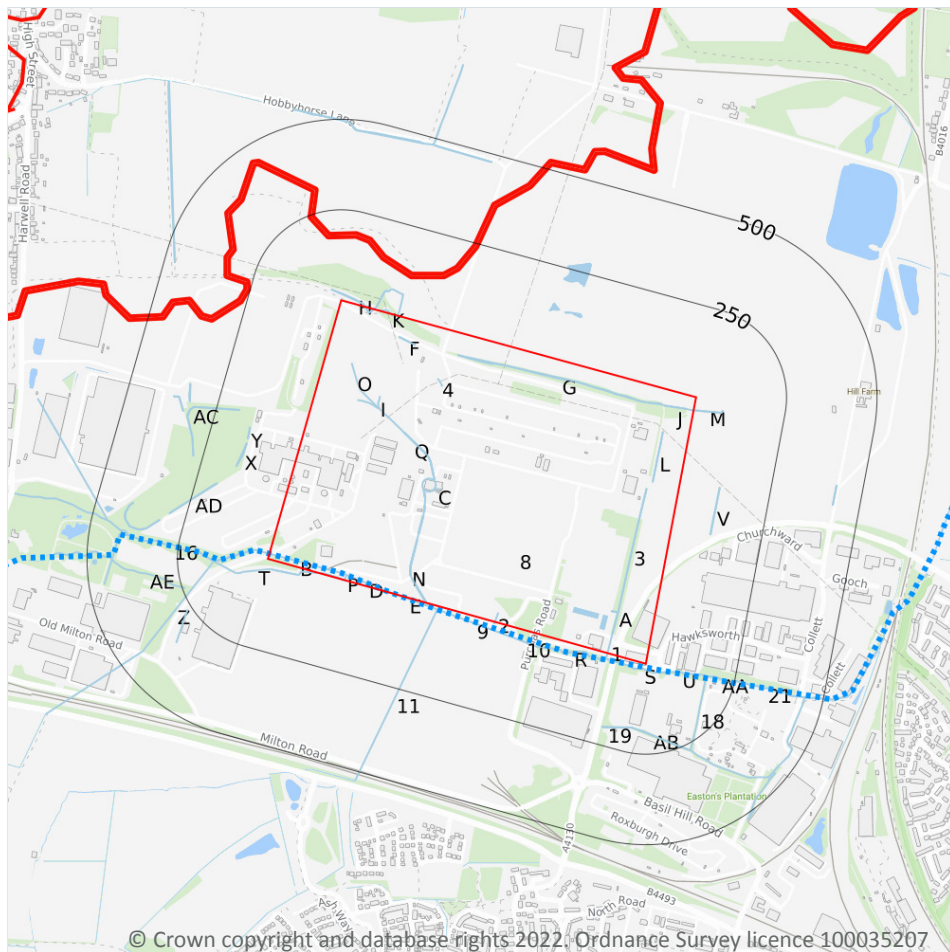 High Street
Hobbyhorse Lane
B4016
Harwell Road
500
250
H
K
F
Hill Farm
O
4
G
I
J
M
AC
Y
Q
X
L
C
AD
V
Churchward
16
8
3
B
T
AE
P
D
N
Gooch
E
Z
A
2
9
Old Milton Road
Hawksworth
Collett
10
R
1
S
U
AA
Collett
21
11
18
19
AB
Milton Road
Easton's Plantation
Basil Hill Road
Roxburgh Drive
A4130
B4493
North Road
Ash Way
© Crown copyright and database rights 2022. Ordnance Survey licence 100035207